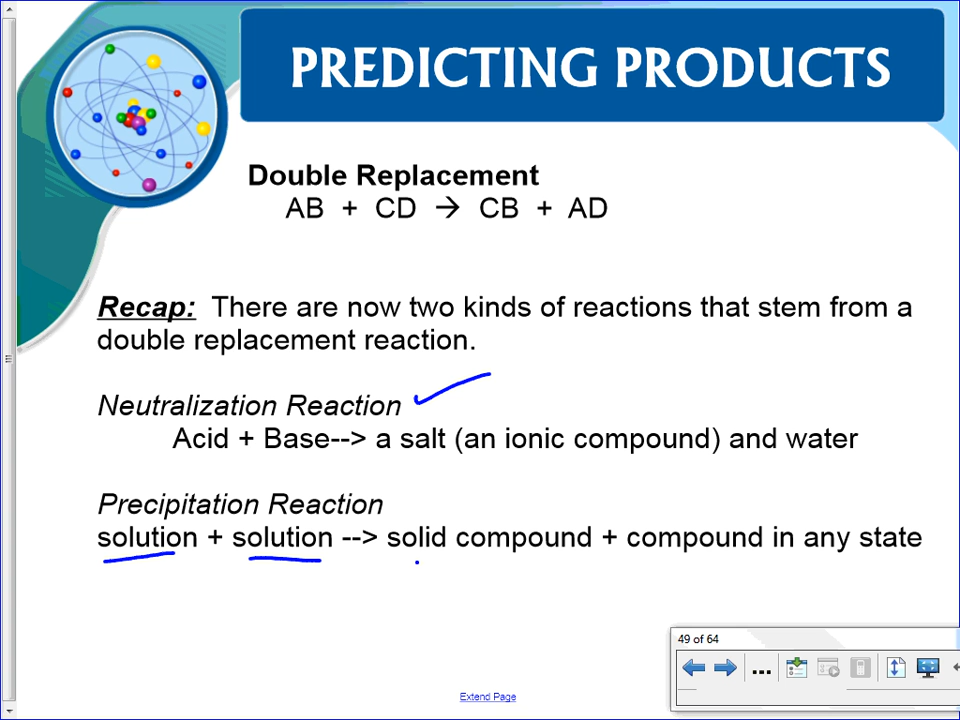 PREDICTING PRODUCTS
Double Replacement
AB + CD → CB + AD
Recap: There are now two kinds of reactions that stem from a
double replacement reaction.
Neutralization Reaction
Acid + Base--> a salt (an ionic compound) and water
Precipitation Reaction
solution + solution --> solid compound + compound in any state
49 of 64
Extend Page